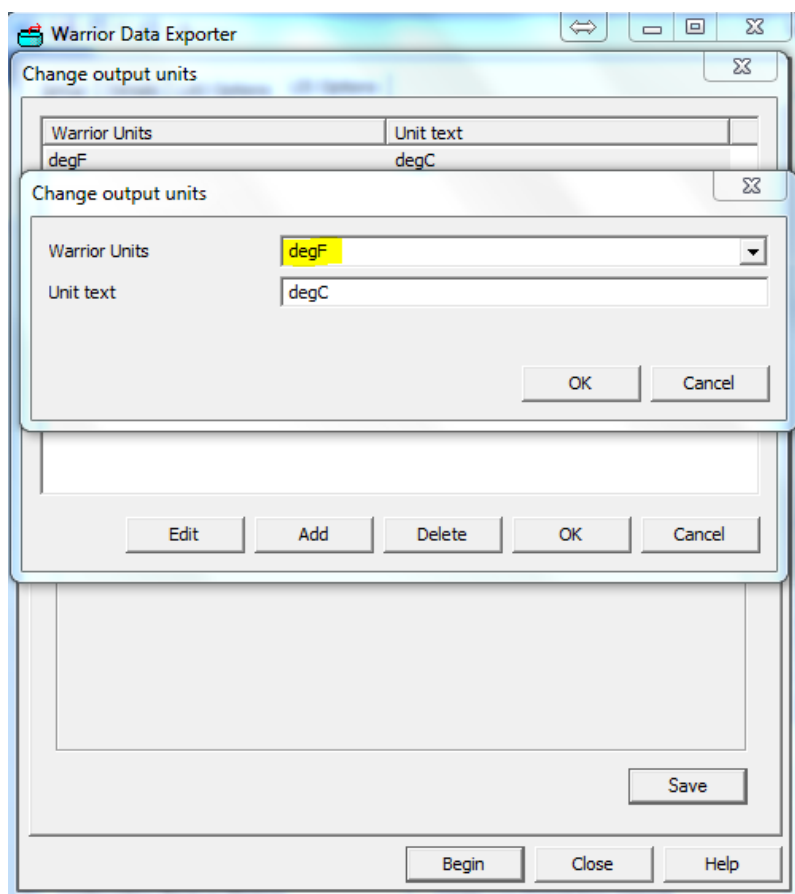 Warrior Data Exporter
Change output units
Warrior Units Unit text
degF degC
Change output units
Warrior Units degF
Unit text degC
OK Cancel
Edit Add Delete OK Cancel
Save
Begin Close Help